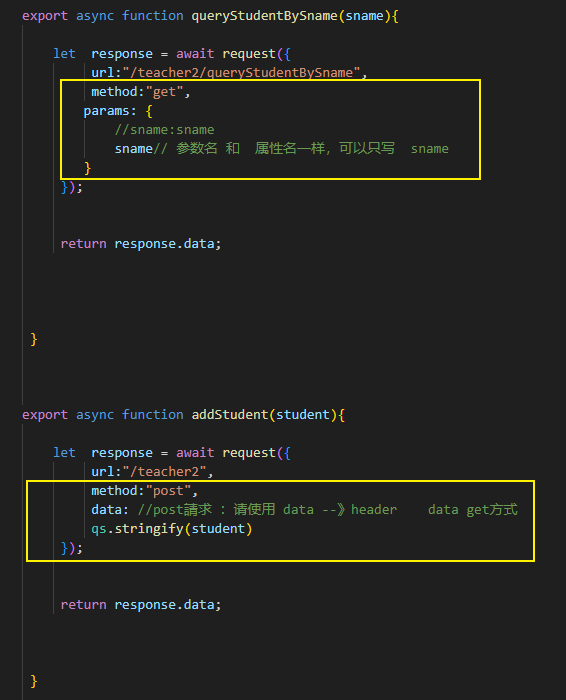 export async function queryStudentBySname(sname){
let response = await request({
url:"/teacher2/queryStudentBySname",
method:"get",
params: {
//sname:sname
sname// 参数名 和 属性名一样，可以只写 sname
}
});
return response.data;
}
export async function addStudent(student){
let response = await request({
url:"/teacher2",
method:"post",
data: //post請求 : 请使用 data --》header data get方式
qs.stringify(student)
});
return response.data;
}